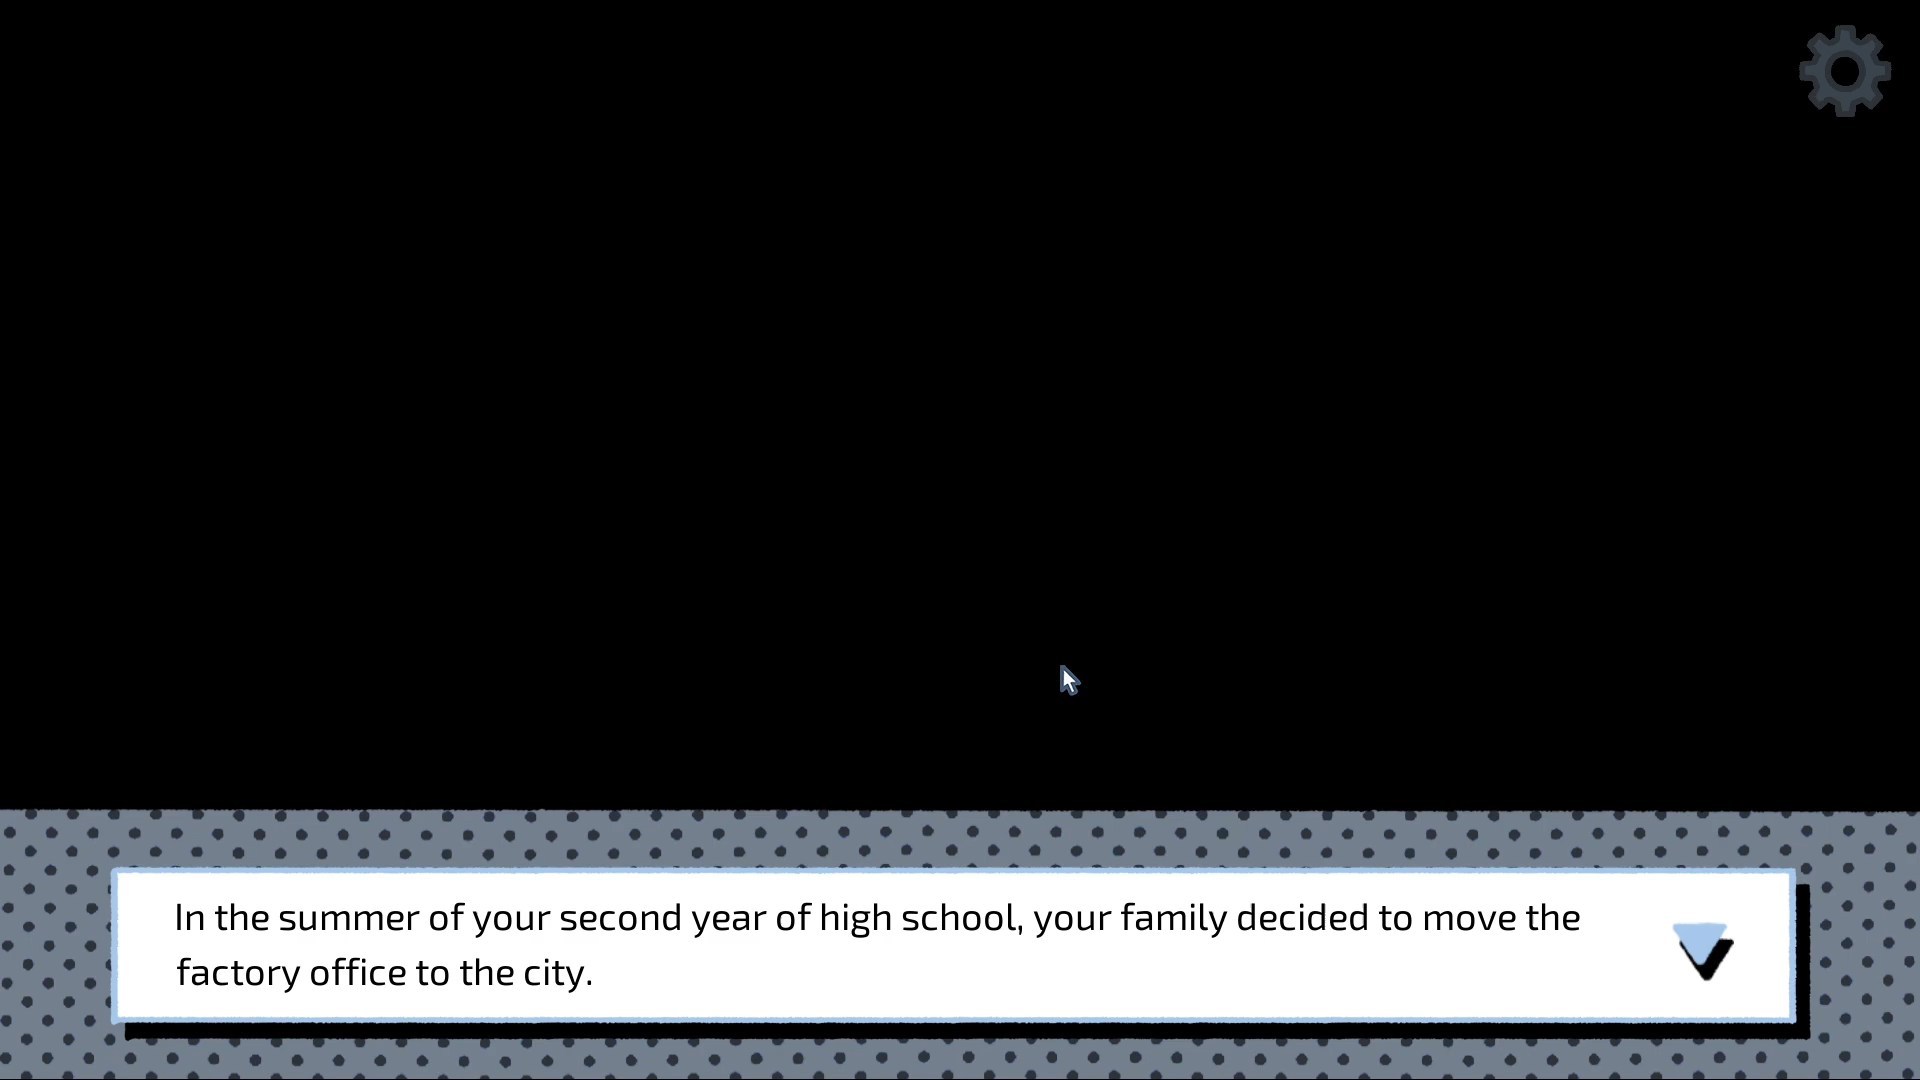 In the summer of your second year of high school, your family decided to move the
factory office to the city.